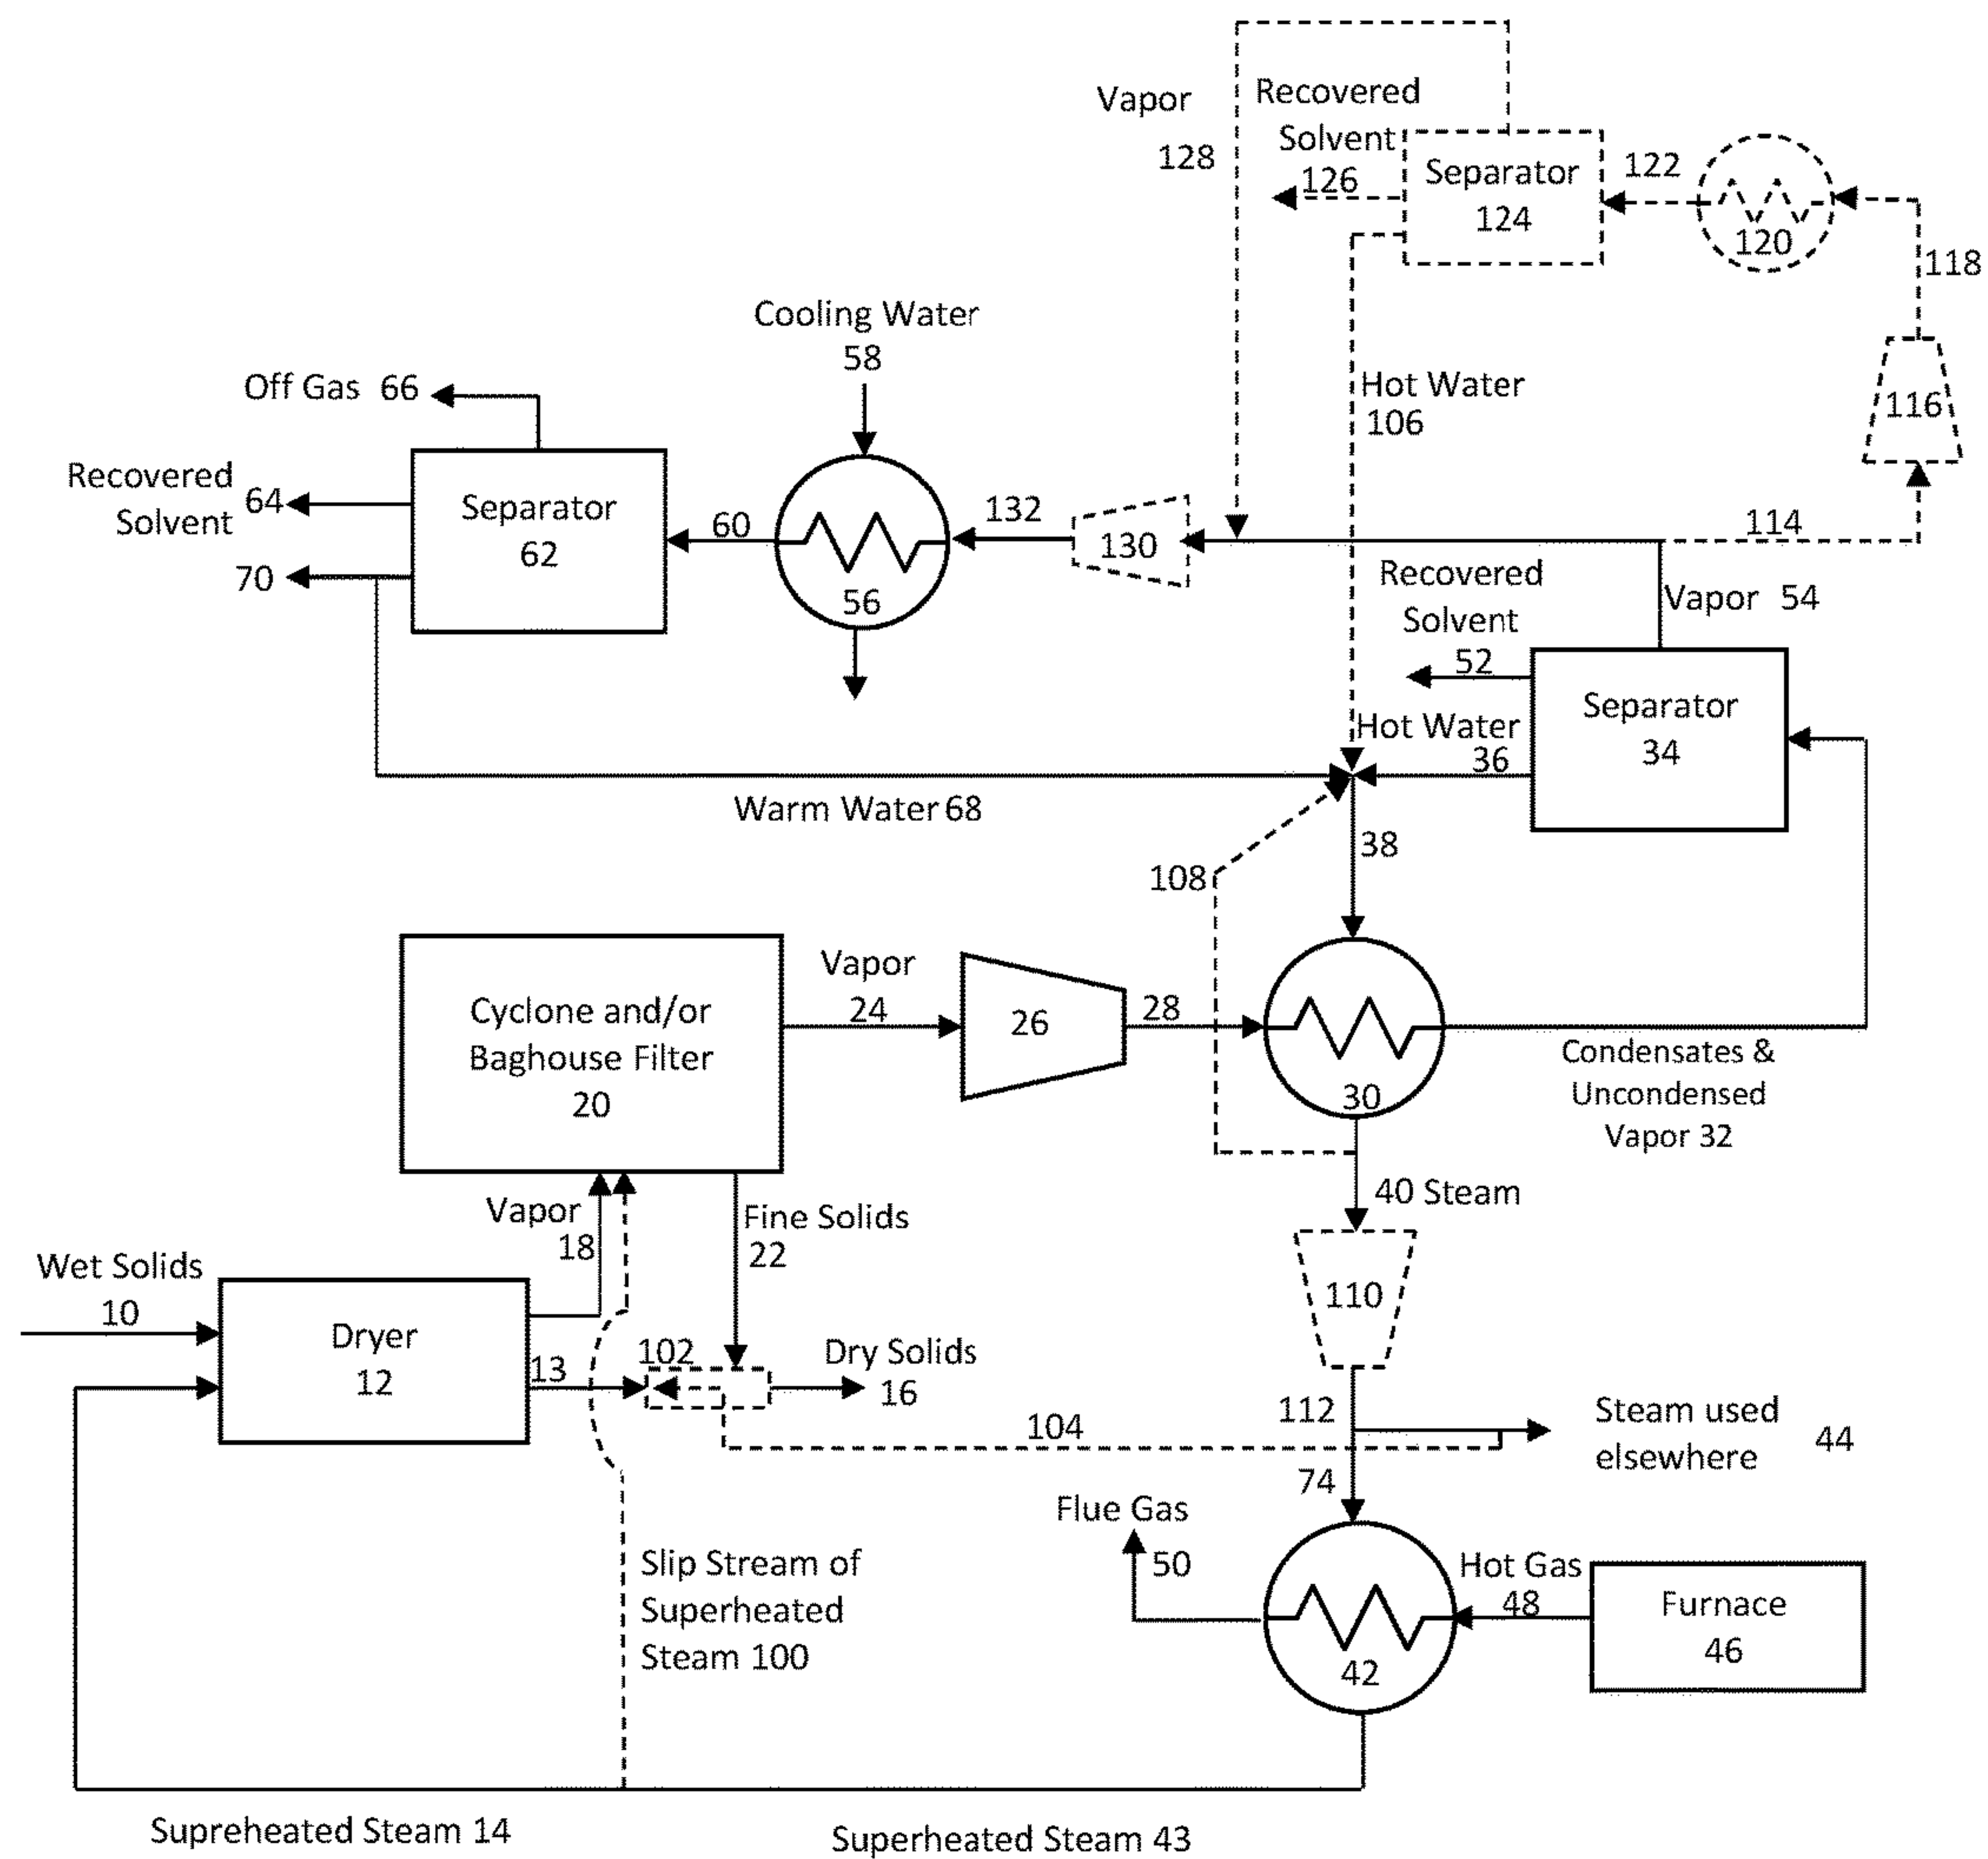 Vapor
128
Recovered
Solvent
126
Separator
124
122
120
118
116
114
Hot Water
106
Cooling Water
58
Off Gas 66
Recovered
Solvent
64
70
Separator
62
60
56
132
130
Vapor 54
Recovered
Solvent
52
Hot Water
36
Separator
34
Warm Water 68
38
108
Cyclone and/or
Baghouse Filter
20
Vapor
24
26
28
30
Condensates &
Uncondensed
Vapor 32
40 Steam
110
Vapor
18
Fine Solids
22
Wet Solids
10
Dryer
12
13
102
Dry Solids
16
104
112
Steam used
elsewhere
44
74
Flue Gas
50
Hot Gas
48
Furnace
46
42
Slip Stream of
Superheated
Steam 100
Supreheated Steam 14
Superheated Steam 43